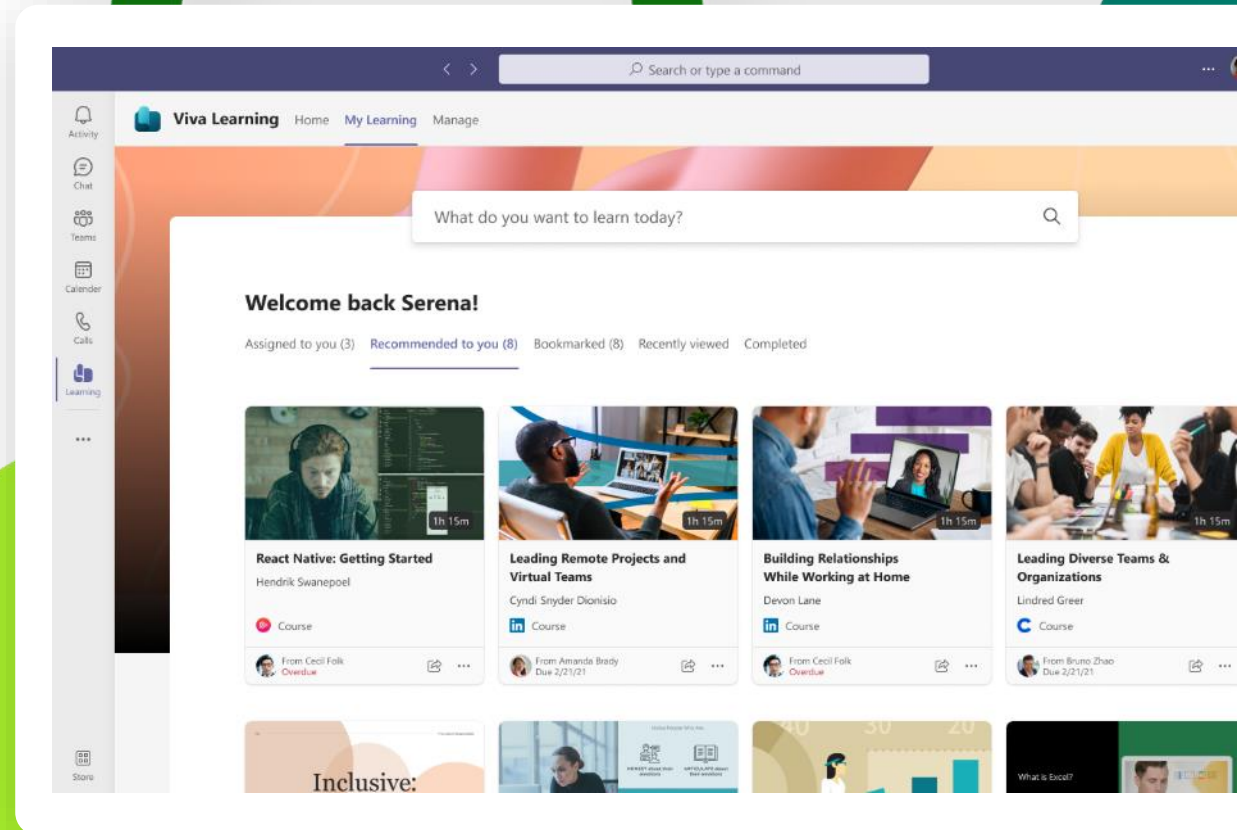 Search or type a command
Activity
Chat
Teams
Calender
Calls
Learning
Store
Viva Learning Home My Learning Manage
What do you want to learn today?
Welcome back Serena!
Assigned to you (3) Recommended to you (8) Bookmarked (8) Recently viewed Completed
1h 15m
React Native: Getting Started
Hendrik Swanepoel
Course
From Cecil Folk
Overdue
1h 15m
Leading Remote Projects and
Virtual Teams
Cyndi Snyder Dionisio
in Course
From Amanda Brady
Due 2/21/21
1h 15m
Building Relationships
While Working at Home
Devon Lane
in Course
From Cecil Folk
Overdue
1h 15m
Leading Diverse Teams &
Organizations
Lindred Greer
C Course
From Bruno Zhao
Due 2/21/21
Inclusive:
40 30 20
What is Excel?